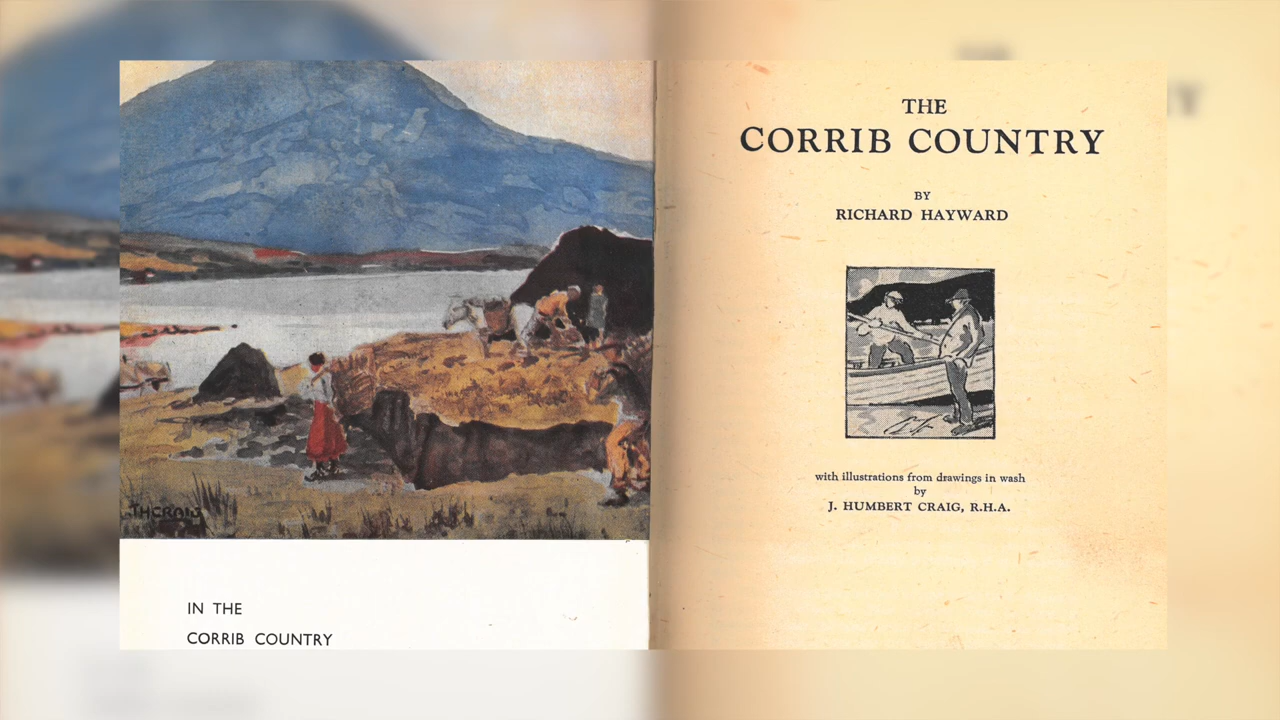 JHCRAIG
IN THE
CORRIB COUNTRY
THE
CORRIB COUNTRY
BY
RICHARD HAYWARD
with illustrations from drawings in wash
by
J. HUMBERT CRAIG, R.H.A.